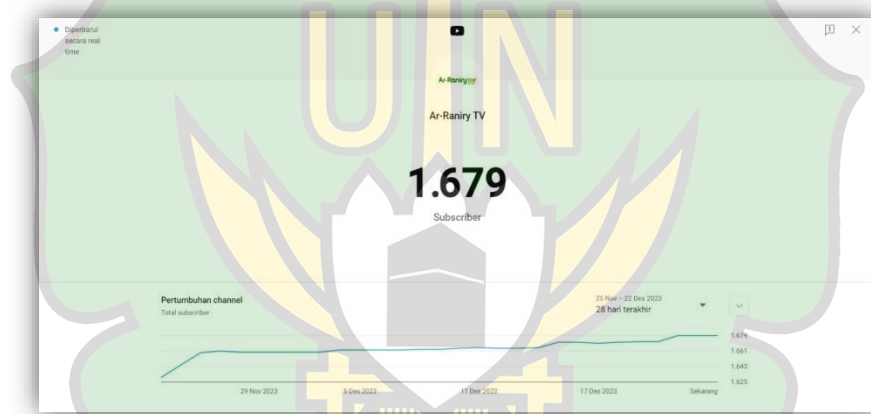 Diperbarui
secara real
time
Ar-Raniry
Ar-Raniry TV
1.679
Subscriber
Pertumbuhan channel
Total subscriber
25 Nov – 22 Des 2023
28 hari terakhir
1.679
1.661
1.643
1.625
29 Nov 2023
5 Des 2023
11 Des 2023
17 Des 2023
Sekarang
UIN